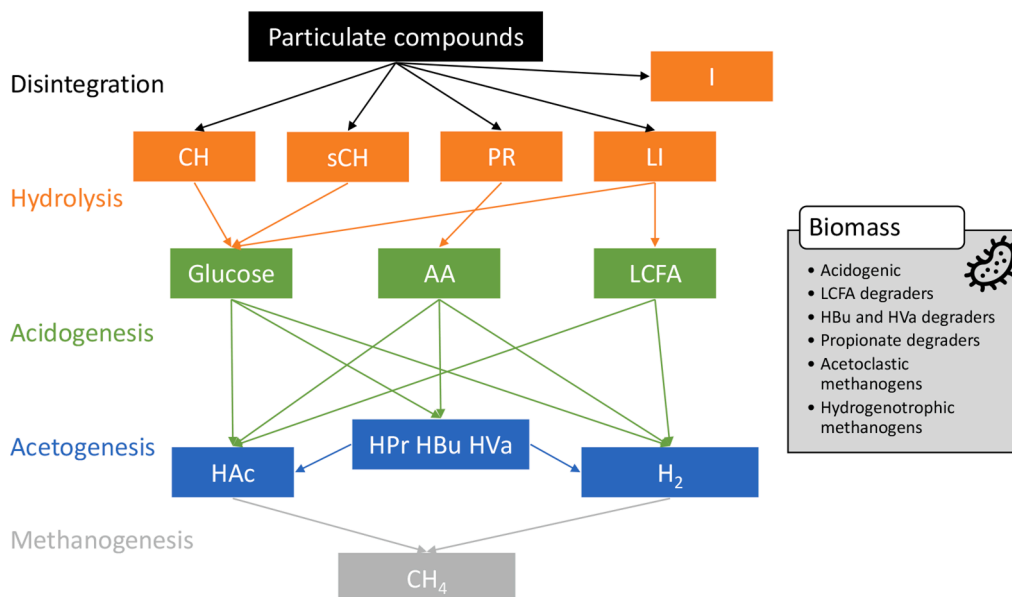 Particulate compounds
Disintegration
I
CH
sCH
PR
LI
Hydrolysis
Glucose
AA
LCFA
Acidogenesis
Acetogenesis
HPr HBu HVa
HAc
H₂
Methanogenesis
CH₄
Biomass
• Acidogenic
• LCFA degraders
• HBu and HVa degraders
• Propionate degraders
• Acetoclastic
methanogens
• Hydrogenotrophic
methanogens